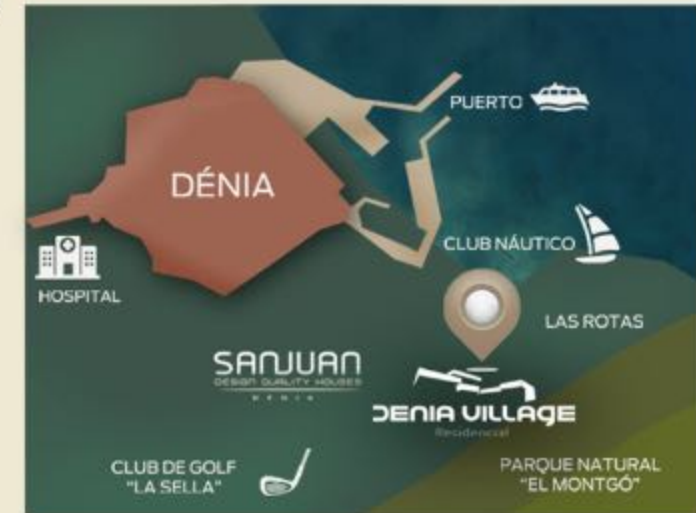 PUERTO
DÉNIA
CLUB NÁUTICO
HOSPITAL
LAS ROTAS
SANJUAN
DESIGN QUALITY HOUSES
DENIA
DENIA VILLAGE
Residencial
CLUB DE GOLF
"LA SELLA"
PARQUE NATURAL
"EL MONTGÓ"